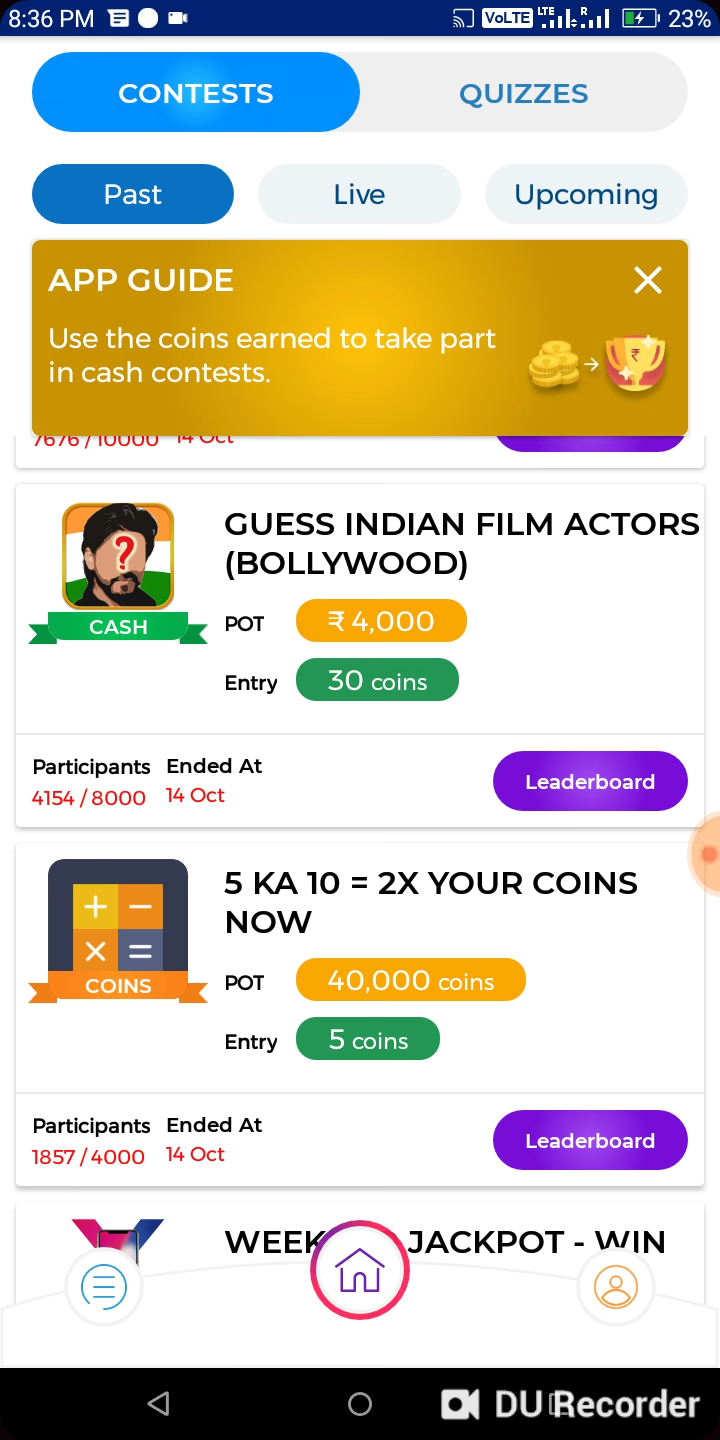 8:36 PM VoLTE LTE R 23%
CONTESTS QUIZZES
Past Live Upcoming
APP GUIDE
Use the coins earned to take part
in cash contests.
₹
7676 / 10000 14 Oct
GUESS INDIAN FILM ACTORS
(BOLLYWOOD)
?
CASH
POT ₹ 4,000
Entry 30 coins
Participants Ended At
4154 / 8000 14 Oct
Leaderboard
5 KA 10 = 2X YOUR COINS
NOW
+ −
× =
COINS
POT 40,000 coins
Entry 5 coins
Participants Ended At
1857 / 4000 14 Oct
Leaderboard
JACKPOT - WIN
DU Recorder